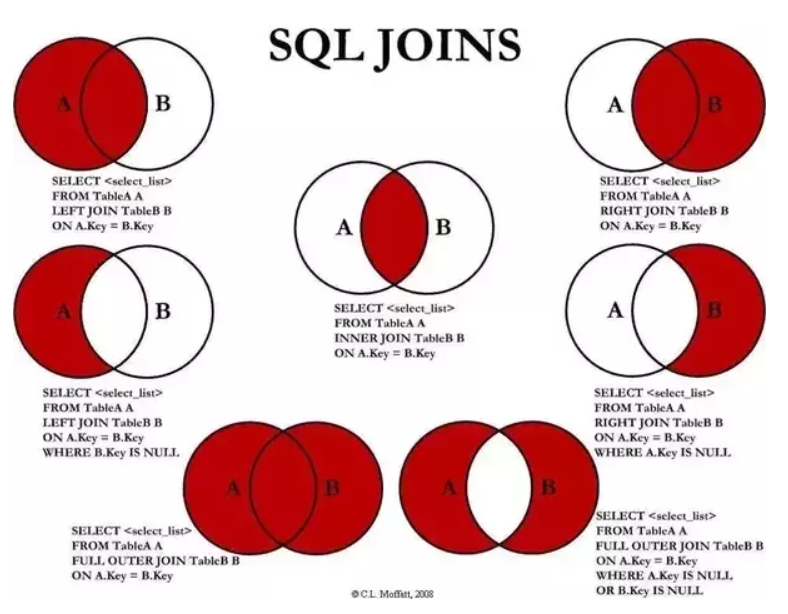 SQL JOINS
A B
SELECT <select_list>
FROM TableA A
LEFT JOIN TableB B
ON A.Key = B.Key
A B
SELECT <select_list>
FROM TableA A
RIGHT JOIN TableB B
ON A.Key = B.Key
A B
SELECT <select_list>
FROM TableA A
INNER JOIN TableB B
ON A.Key = B.Key
A B
SELECT <select_list>
FROM TableA A
LEFT JOIN TableB B
ON A.Key = B.Key
WHERE B.Key IS NULL
A B
SELECT <select_list>
FROM TableA A
RIGHT JOIN TableB B
ON A.Key = B.Key
WHERE A.Key IS NULL
A B
SELECT <select_list>
FROM TableA A
FULL OUTER JOIN TableB B
ON A.Key = B.Key
A B
SELECT <select_list>
FROM TableA A
FULL OUTER JOIN TableB B
ON A.Key = B.Key
WHERE A.Key IS NULL
OR B.Key IS NULL
© C.L. Moffatt, 2008